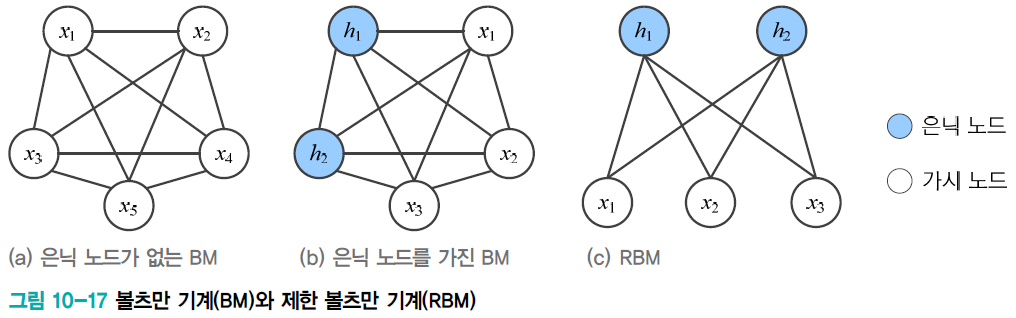 x1 x2 h1 x1 h1 h2
은닉 노드
x3 x4 h2 x2
가시 노드
x5 x3 x1 x2 x3
(a) 은닉 노드가 없는 BM (b) 은닉 노드를 가진 BM (c) RBM
그림 10-17 볼츠만 기계(BM)와 제한 볼츠만 기계(RBM)